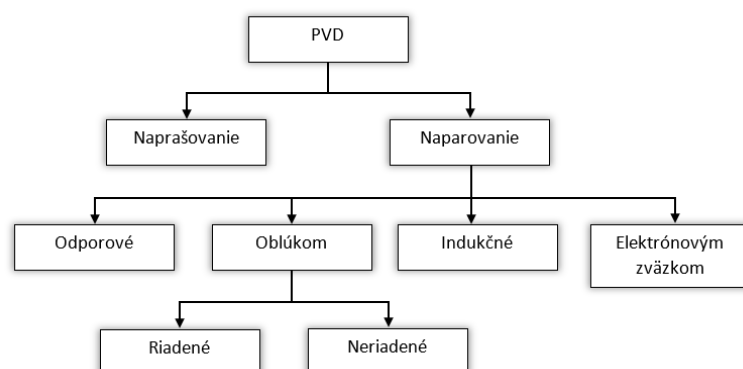 PVD
Naprašovanie
Naparovanie
Odporové
Oblúkom
Indukčné
Elektrónovým
zväzkom
Riadené
Neriadené